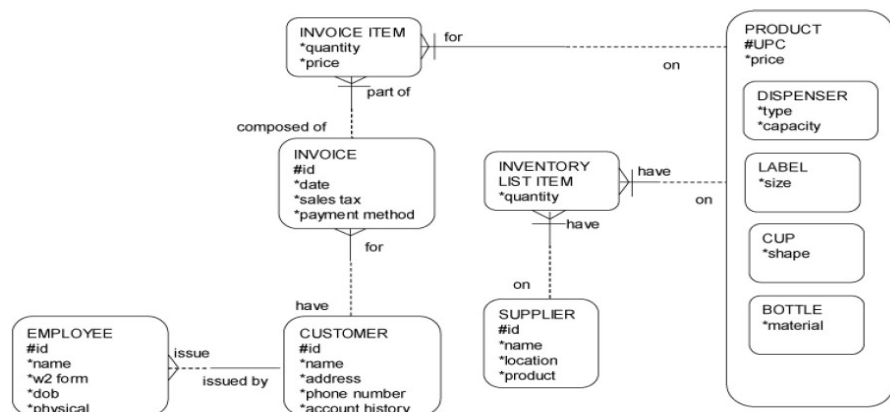 INVOICE ITEM
*quantity
*price
for
on
part of
composed of
INVOICE
#id
*date
*sales tax
*payment method
for
have
INVENTORY
LIST ITEM
*quantity
have
on
have
on
SUPPLIER
#id
*name
*location
*product
PRODUCT
#UPC
*price
DISPENSER
*type
*capacity
LABEL
*size
CUP
*shape
BOTTLE
*material
EMPLOYEE
#id
*name
*w2 form
*dob
*physical
issue
issued by
CUSTOMER
#id
*name
*address
*phone number
*account history